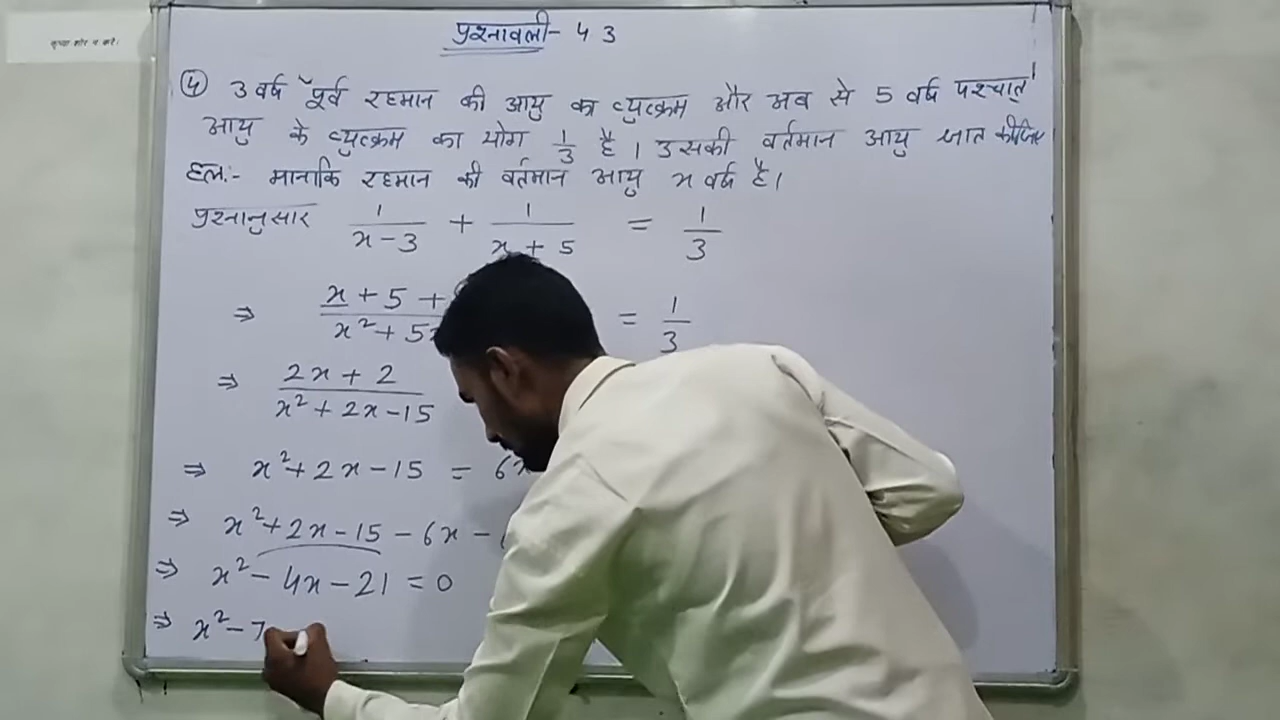 कृपया शोर न करें।
प्रश्नावली - 4 3
④ 3 वर्ष पूर्व रहमान की आयु का व्युत्क्रम और अब से 5 वर्ष पश्चात्
आयु के व्युत्क्रम का योग 1/3 है। उसकी वर्तमान आयु ज्ञात कीजिए।
हल:- मानाकि रहमान की वर्तमान आयु x वर्ष है।
प्रश्नानुसार 1/(x-3) + 1/(x+5) = 1/3
⇒ (x + 5 + / x² + 5 = 1/3
⇒ (2x + 2)/(x² + 2x - 15)
⇒ x² + 2x - 15 = 6x
⇒ x² + 2x - 15 - 6x -
⇒ x² - 4x - 21 = 0
⇒ x² - 7